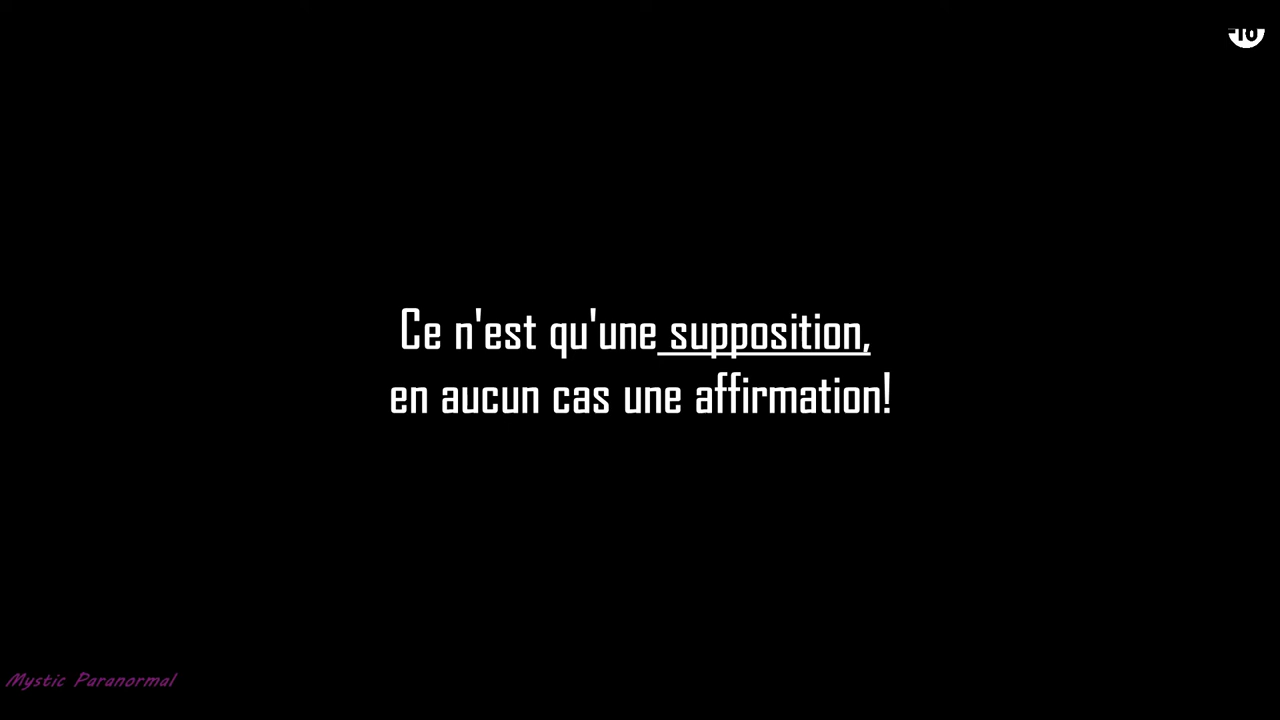 Ce n'est qu'une supposition,
en aucun cas une affirmation!
Mystic Paranormal